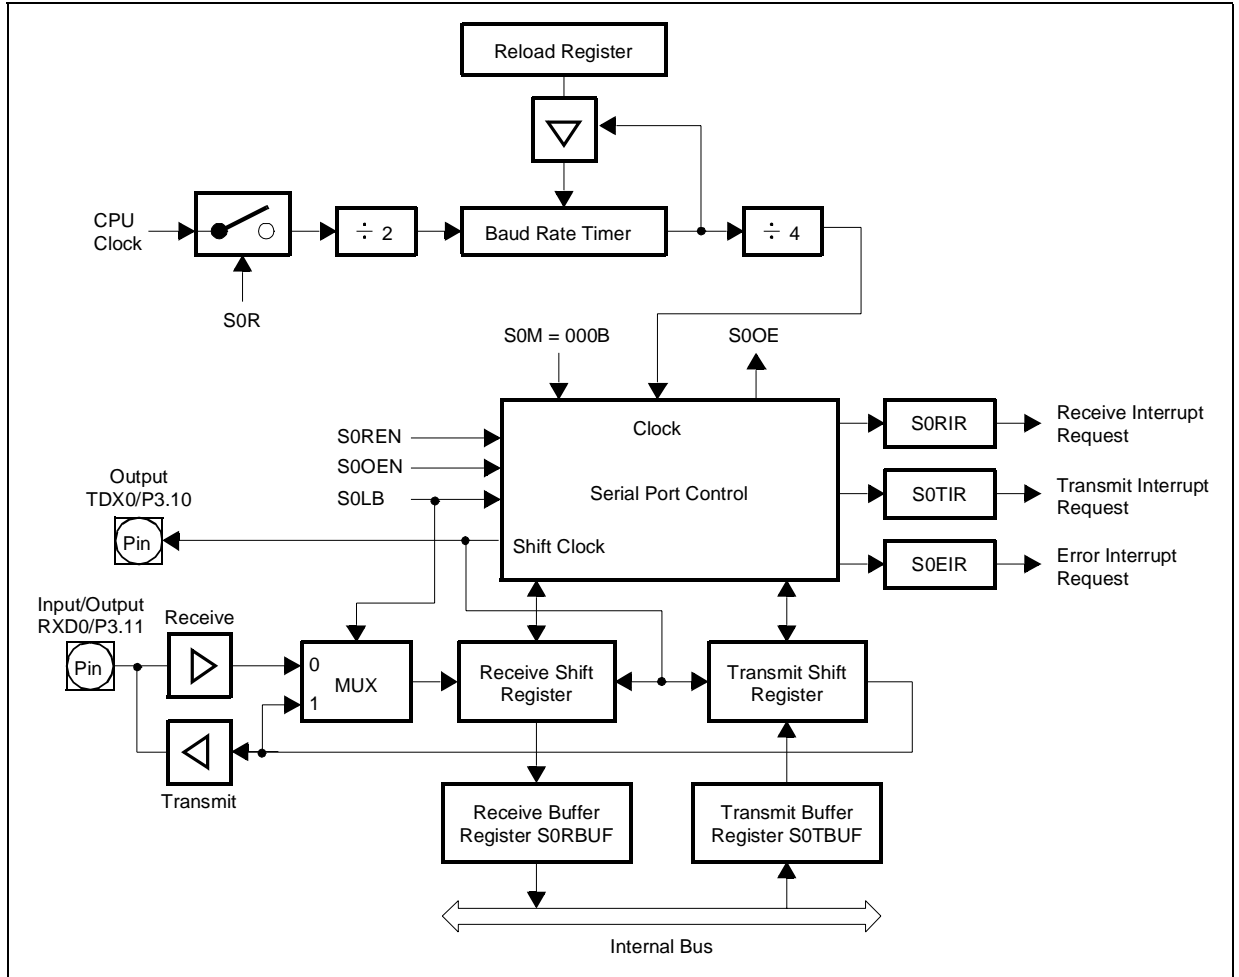 Reload Register
CPU
Clock
÷ 2
Baud Rate Timer
÷ 4
S0R
S0M = 000B
S0OE
Clock
S0REN
S0OEN
S0LB
Serial Port Control
Shift Clock
S0RIR
Receive Interrupt
Request
S0TIR
Transmit Interrupt
Request
S0EIR
Error Interrupt
Request
Output
TDX0/P3.10
Pin
Input/Output
RXD0/P3.11
Pin
Receive
0
MUX
1
Receive Shift
Register
Transmit Shift
Register
Transmit
Receive Buffer
Register S0RBUF
Transmit Buffer
Register S0TBUF
Internal Bus